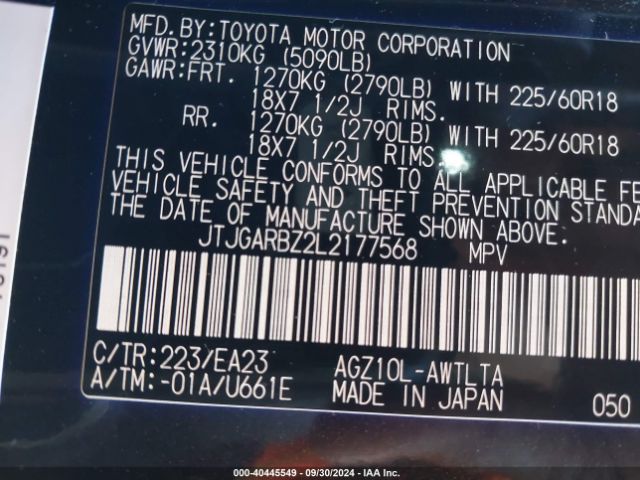 MFD.BY:TOYOTA MOTOR CORPORATION
GVWR:2310KG (5090LB)
GAWR:FRT. 1270KG (2790LB) WITH 225/60R18
18X7 1/2J RIMS.
RR. 1270KG (2790LB) WITH 225/60R18
18X7 1/2J RIMS.
THIS VEHICLE CONFORMS TO ALL APPLICABLE FE
VEHICLE SAFETY AND THEFT PREVENTION STANDA
THE DATE OF MANUFACTURE SHOWN ABOVE.
JTJGARBZ2L2177568 MPV
C/TR:223/EA23 AGZ10L-AWTLTA
A/TM:-01A/U661E MADE IN JAPAN 050
000-40445549 - 09/30/2024 - IAA Inc.